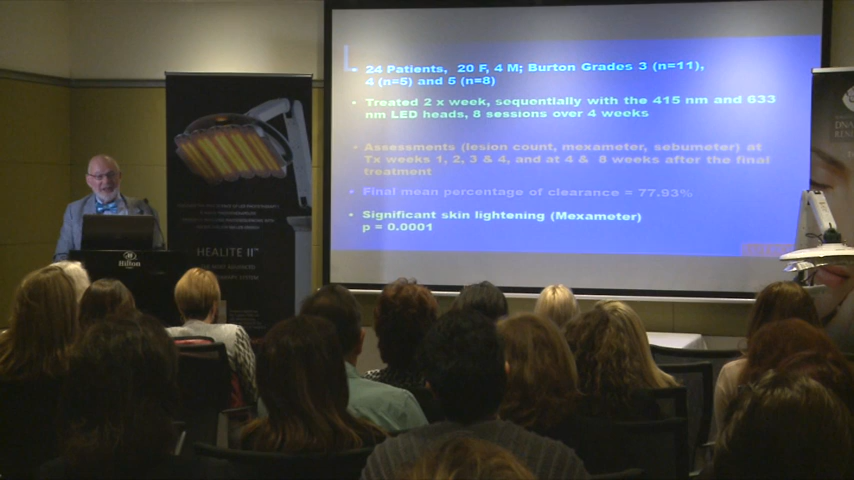 • 24 Patients, 20 F, 4 M; Burton Grades 3 (n=11),
4 (n=5) and 5 (n=8)
• Treated 2 x week, sequentially with the 415 nm and 633
nm LED heads, 8 sessions over 4 weeks
• Assessments (lesion count, mexameter, sebumeter) at
Tx weeks 1, 2, 3 & 4, and at 4 & 8 weeks after the final
treatment
• Final mean percentage of clearance = 77.93%
• Significant skin lightening (Mexameter)
p = 0.0001
HEALITE II™
Hilton